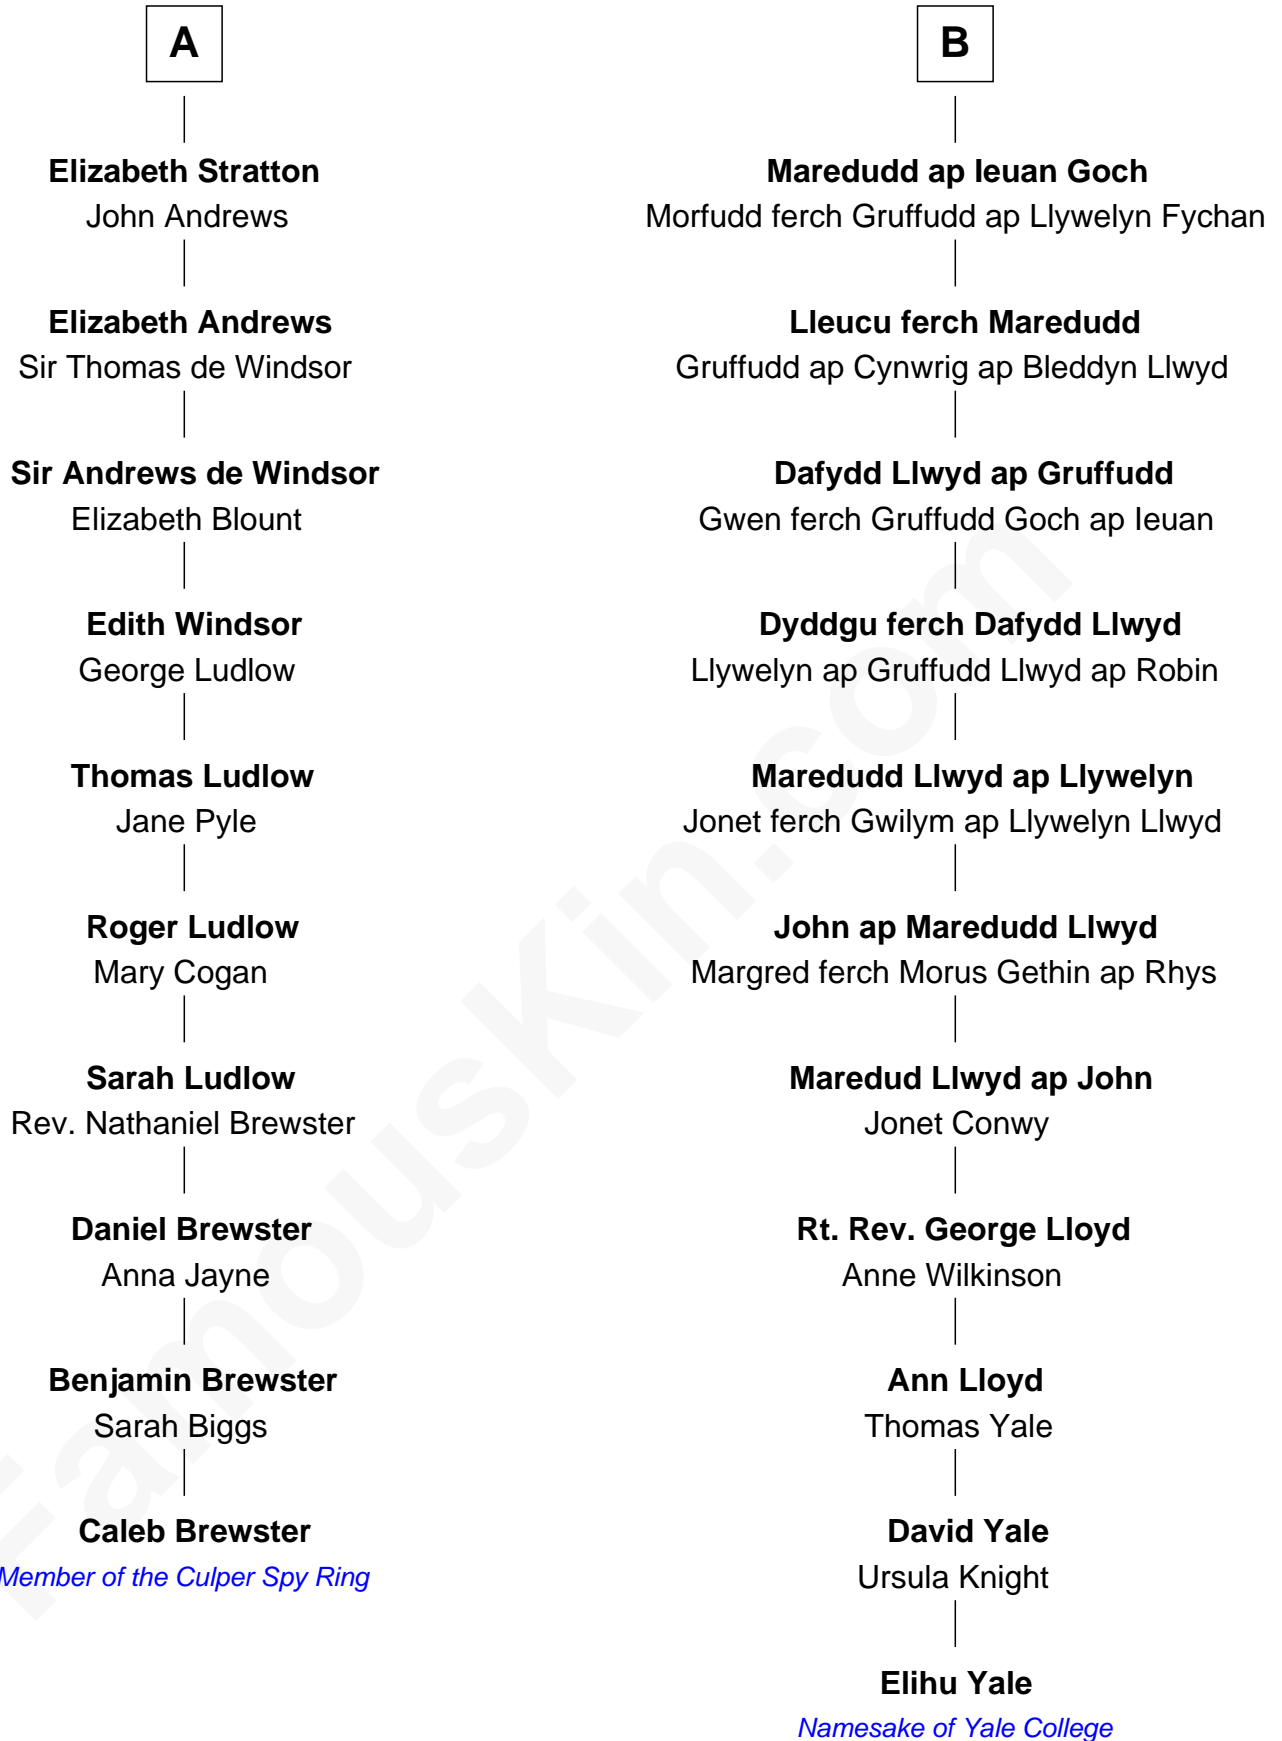 A
Elizabeth Stratton
John Andrews
Elizabeth Andrews
Sir Thomas de Windsor
Sir Andrews de Windsor
Elizabeth Blount
Edith Windsor
George Ludlow
Thomas Ludlow
Jane Pyle
Roger Ludlow
Mary Cogan
Sarah Ludlow
Rev. Nathaniel Brewster
Daniel Brewster
Anna Jayne
Benjamin Brewster
Sarah Biggs
Caleb Brewster
Member of the Culper Spy Ring
B
Maredudd ap Ieuan Goch
Morfudd ferch Gruffudd ap Llywelyn Fychan
Lleucu ferch Maredudd
Gruffudd ap Cynwrig ap Bleddyn Llwyd
Dafydd Llwyd ap Gruffudd
Gwen ferch Gruffudd Goch ap Ieuan
Dyddgu ferch Dafydd Llwyd
Llywelyn ap Gruffudd Llwyd ap Robin
Maredudd Llwyd ap Llywelyn
Jonet ferch Gwilym ap Llywelyn Llwyd
John ap Maredudd Llwyd
Margred ferch Morus Gethin ap Rhys
Maredud Llwyd ap John
Jonet Conwy
Rt. Rev. George Lloyd
Anne Wilkinson
Ann Lloyd
Thomas Yale
David Yale
Ursula Knight
Elihu Yale
Namesake of Yale College
FamousKin.com